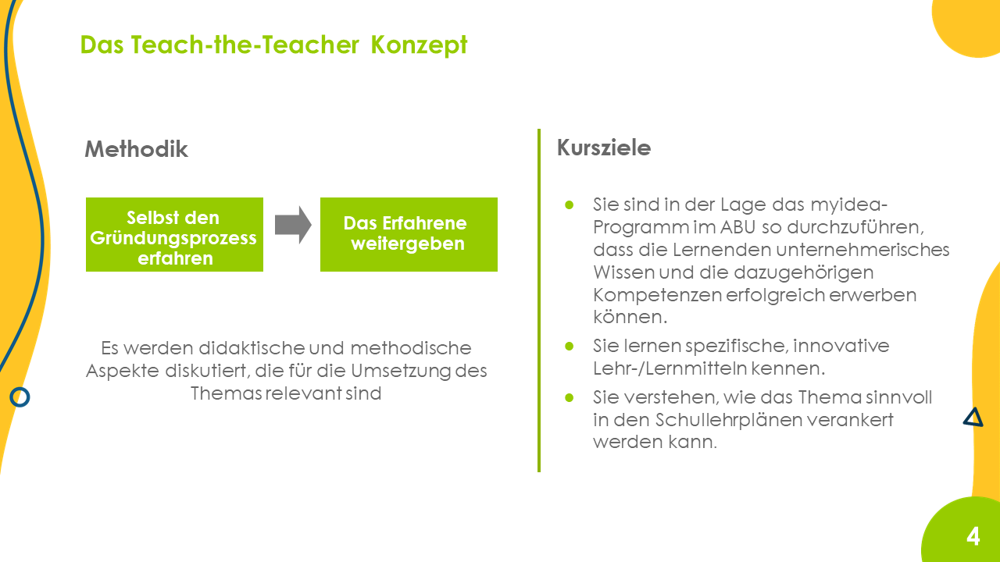 Das Teach-the-Teacher Konzept
Methodik
Selbst den
Gründungsprozess
erfahren
Das Erfahrene
weitergeben
Es werden didaktische und methodische
Aspekte diskutiert, die für die Umsetzung des
Themas relevant sind
Kursziele
● Sie sind in der Lage das myidea-
Programm im ABU so durchzuführen,
dass die Lernenden unternehmerisches
Wissen und die dazugehörigen
Kompetenzen erfolgreich erwerben
können.
● Sie lernen spezifische, innovative
Lehr-/Lernmitteln kennen.
● Sie verstehen, wie das Thema sinnvoll
in den Schullehrplänen verankert
werden kann.
4